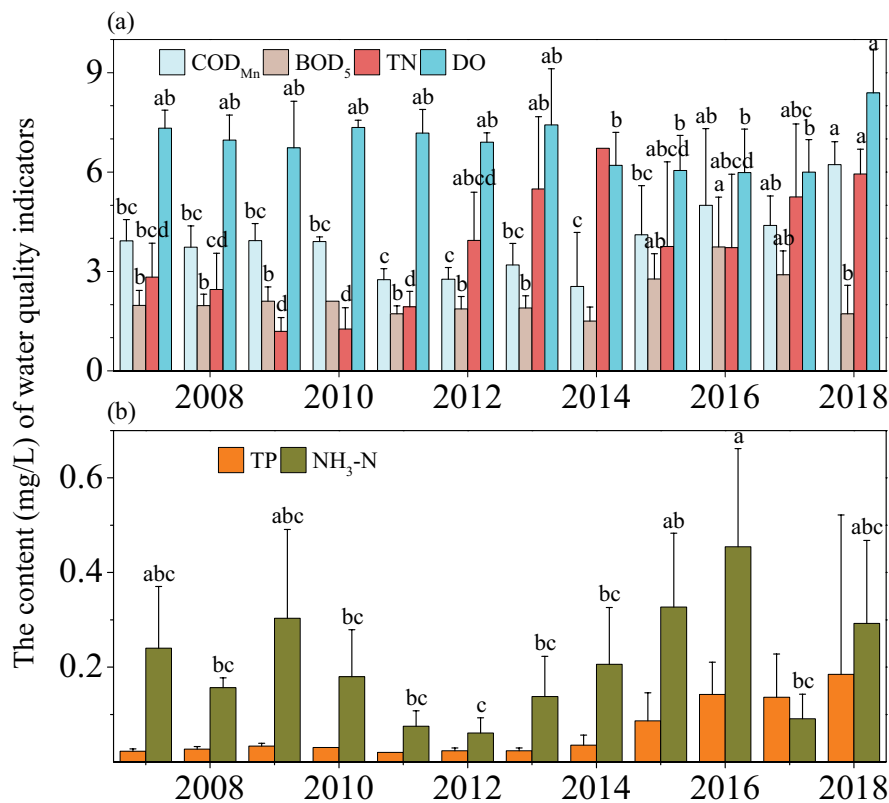 (a)
COD_Mn BOD_5 TN DO
The content (mg/L) of water quality indicators
9
6
3
0
bc b bcd ab
bc b cd ab
bc b d ab
bc d ab
c b d ab
c b abcd ab
bc b ab ab
c ab
bc ab abcd b
ab a abcd b
bc ab abc b
a b ab a
2008 2010 2012 2014 2016 2018
(b)
TP NH_3-N
0.6
0.4
0.2
abc bc abc bc bc c bc bc ab a bc abc
2008 2010 2012 2014 2016 2018